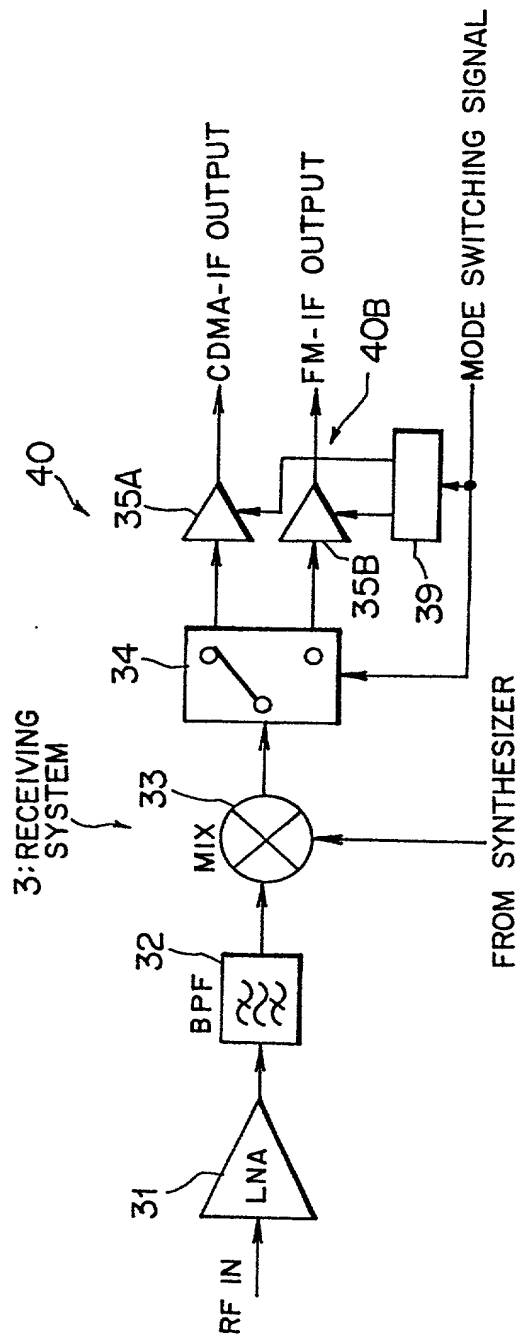 3:RECEIVING
SYSTEM
40
31
LNA
RF IN
32
BPF
33
MIX
34
35A
CDMA-IF OUTPUT
35B
FM-IF OUTPUT
40B
39
MODE SWITCHING SIGNAL
FROM SYNTHESIZER